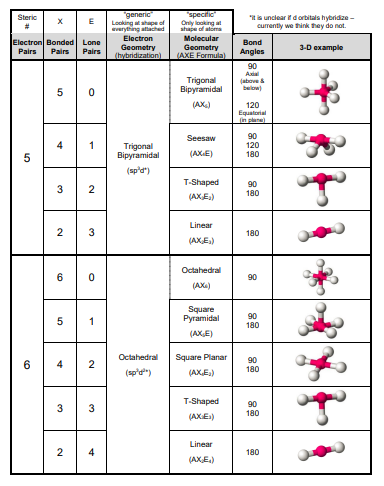 Steric
#
X
E
"generic"
Looking at shape of
everything attached
"specific"
Only looking at
shape of atoms
*it is unclear if d orbitals hybridize –
currently we think they do not.
Electron
Pairs
Bonded
Pairs
Lone
Pairs
Electron
Geometry
(hybridization)
Molecular
Geometry
(AXE Formula)
Bond
Angles
3-D example
5
Trigonal
Bipyramidal
(sp³d*)
5
0
Trigonal
Bipyramidal
(AX₅)
90
Axial
(above &
below)
120
Equatorial
(in plane)
4
1
Seesaw
(AX₄E)
90
120
180
3
2
T-Shaped
(AX₃E₂)
90
180
2
3
Linear
(AX₂E₃)
180
6
Octahedral
(sp³d²*)
6
0
Octahedral
(AX₆)
90
5
1
Square
Pyramidal
(AX₅E)
90
180
4
2
Square Planar
(AX₄E₂)
90
180
3
3
T-Shaped
(AX₃E₃)
90
180
2
4
Linear
(AX₂E₄)
180